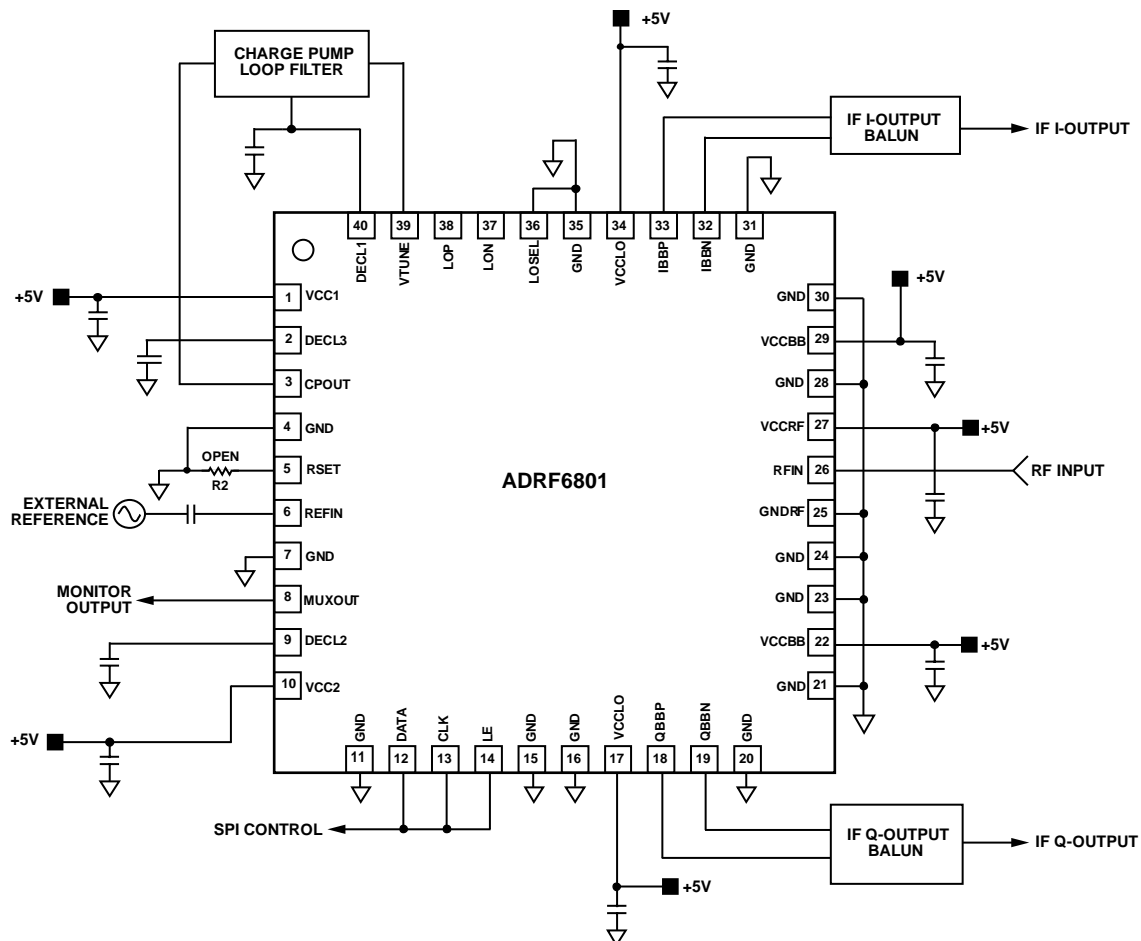 +5V
CHARGE PUMP
LOOP FILTER
IF I-OUTPUT
BALUN
IF I-OUTPUT
40
39
38
37
36
35
34
33
32
31
DECL1
VTUNE
LOP
LON
LOSEL
GND
VCCLO
IBBP
IBBN
GND
+5V
1
VCC1
2
DECL3
3
CPOUT
4
GND
OPEN
R2
5
RSET
EXTERNAL
REFERENCE
6
REFIN
7
GND
MONITOR
OUTPUT
8
MUXOUT
9
DECL2
10
VCC2
+5V
ADRF6801
GND
30
+5V
VCCBB
29
GND
28
VCCRF
27
+5V
RFIN
26
RF INPUT
GNDRF
25
GND
24
GND
23
VCCBB
22
+5V
GND
21
GND
DATA
CLK
LE
GND
GND
VCCLO
QBBP
QBBN
GND
11
12
13
14
15
16
17
18
19
20
SPI CONTROL
IF Q-OUTPUT
BALUN
IF Q-OUTPUT
+5V